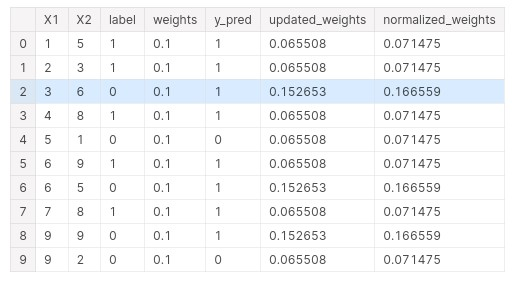 X1 X2 label weights y_pred updated_weights normalized_weights
0 1 5 1 0.1 1 0.065508 0.071475
1 2 3 1 0.1 1 0.065508 0.071475
2 3 6 0 0.1 1 0.152653 0.166559
3 4 8 1 0.1 1 0.065508 0.071475
4 5 1 0 0.1 0 0.065508 0.071475
5 6 9 1 0.1 1 0.065508 0.071475
6 6 5 0 0.1 1 0.152653 0.166559
7 7 8 1 0.1 1 0.065508 0.071475
8 9 9 0 0.1 1 0.152653 0.166559
9 9 2 0 0.1 0 0.065508 0.071475